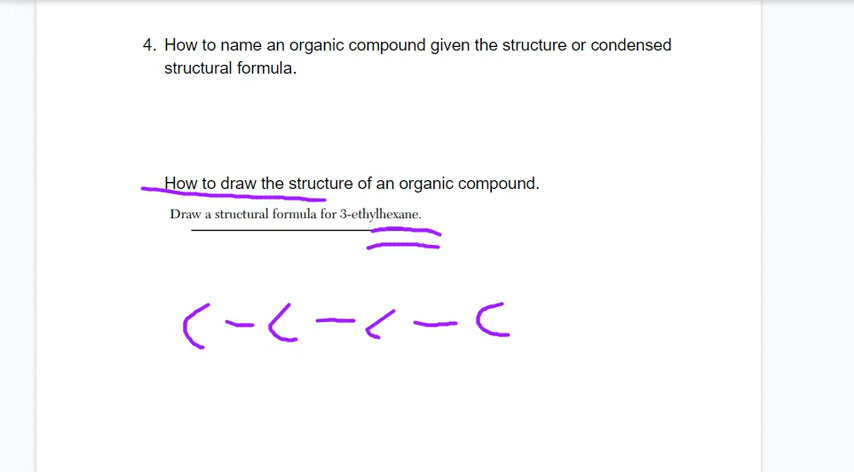 4. How to name an organic compound given the structure or condensed
structural formula.
How to draw the structure of an organic compound.
Draw a structural formula for 3-ethylhexane.
C - C - C - C